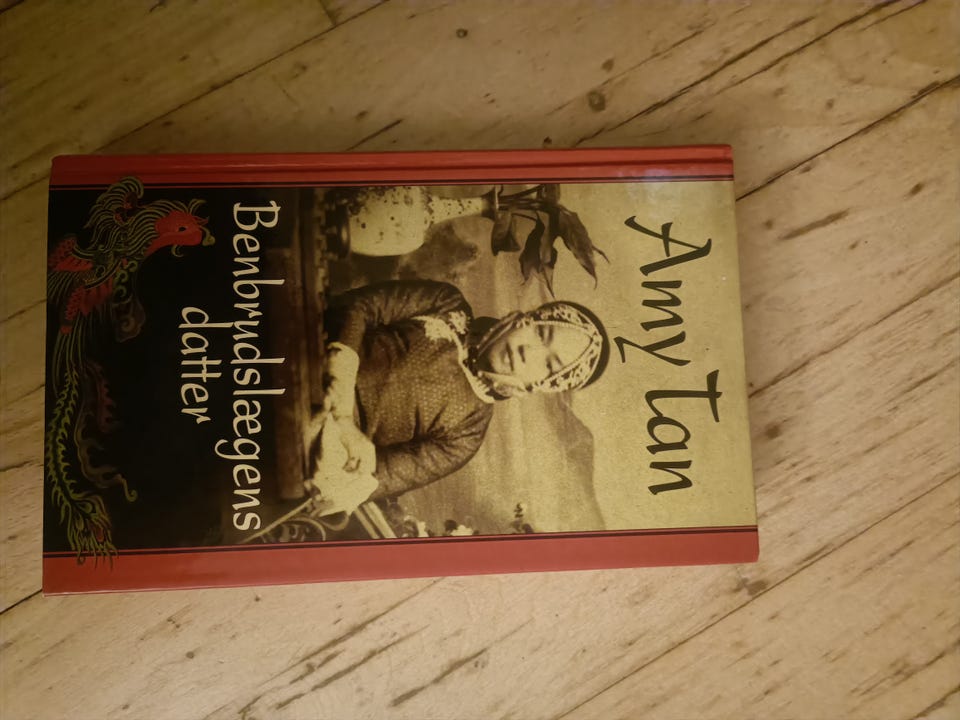 Amy Tan
Benbrudslægens
datter